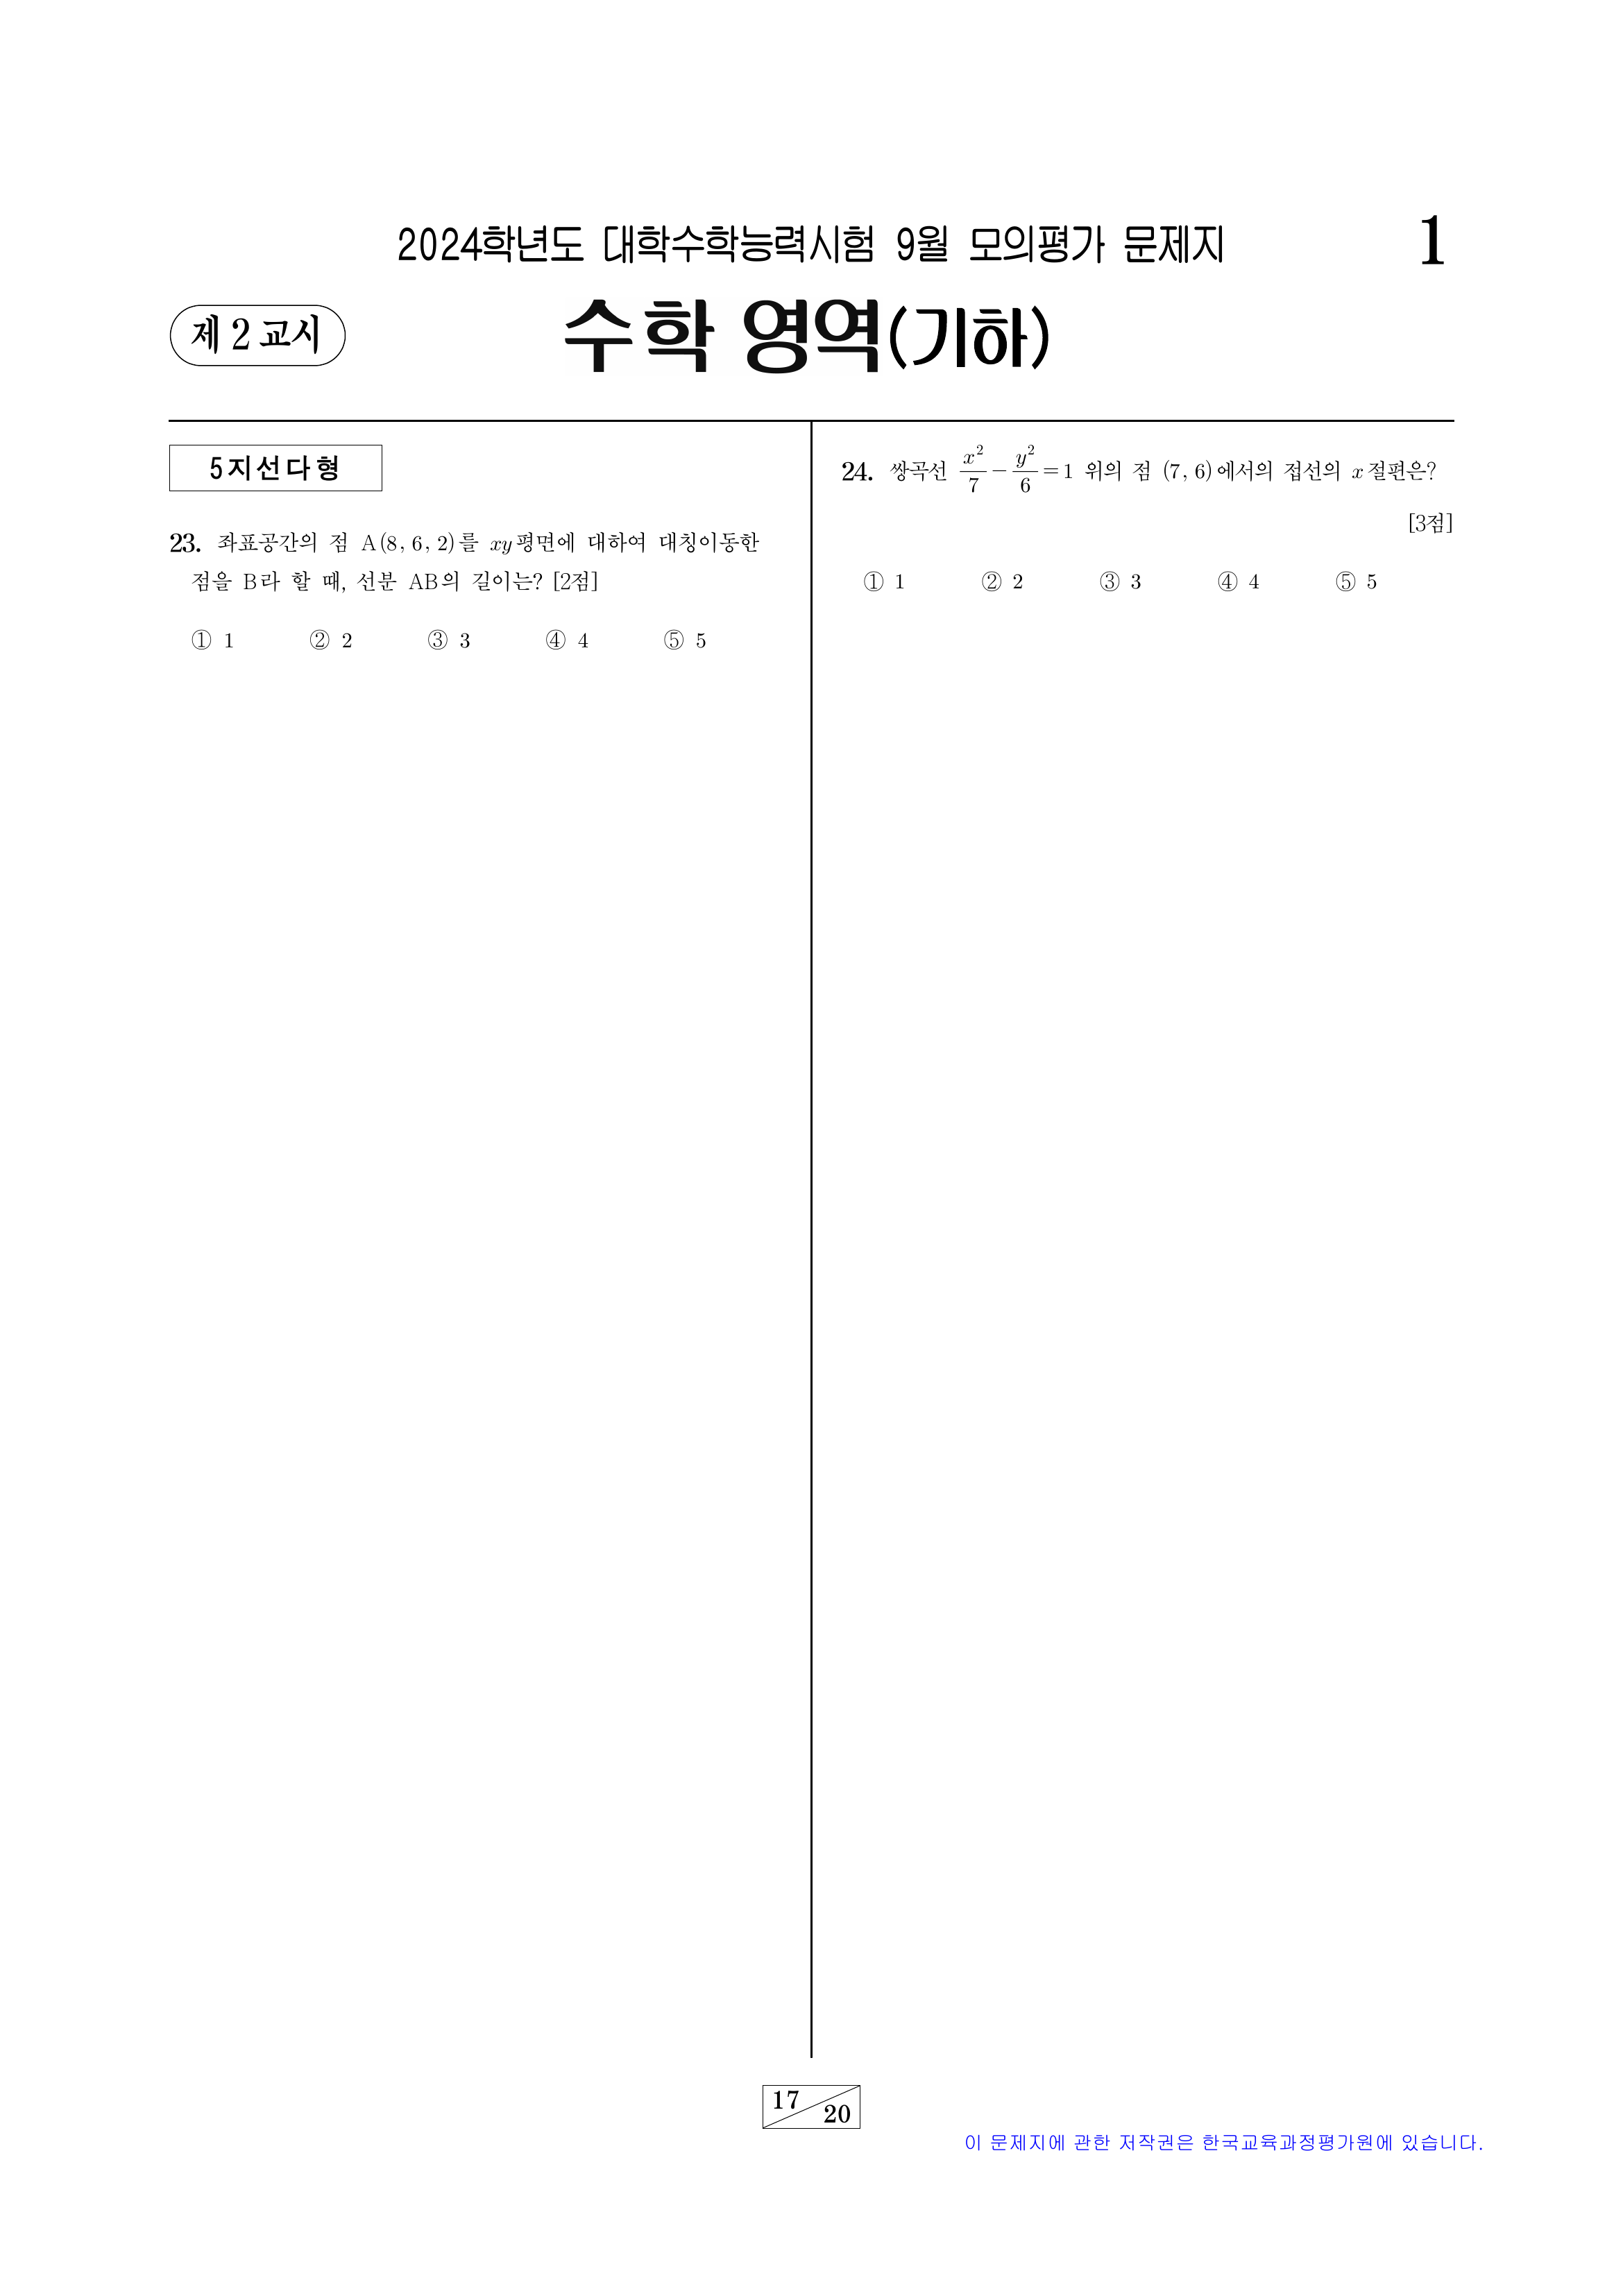 2024학년도 대학수학능력시험 9월 모의평가 문제지
1
제 2 교시
수학 영역(기하)
5지선다형
23. 좌표공간의 점 A(8, 6, 2)를 xy평면에 대하여 대칭이동한
점을 B라 할 때, 선분 AB의 길이는? [2점]
① 1 ② 2 ③ 3 ④ 4 ⑤ 5
24. 쌍곡선 x²/7 − y²/6 = 1 위의 점 (7, 6)에서의 접선의 x절편은?
[3점]
① 1 ② 2 ③ 3 ④ 4 ⑤ 5
17
20
이 문제지에 관한 저작권은 한국교육과정평가원에 있습니다.